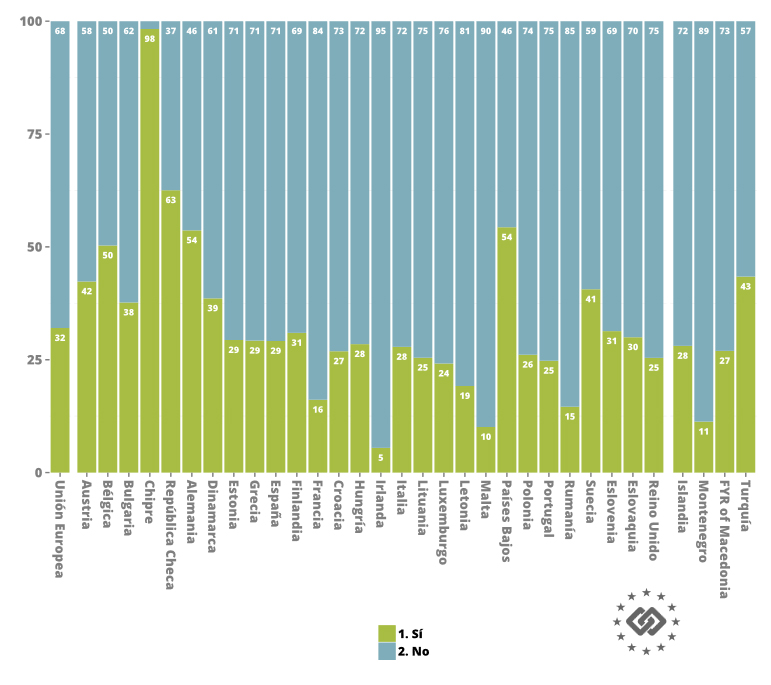 100
75
50
25
0
68 58 50 62 37 46 61 71 71 71 69 84 73 72 95 72 75 76 81 90 46 74 75 85 59 69 70 75 72 89 73 57
32 42 50 38 98 63 54 39 29 29 29 31 16 27 28 5 28 25 24 19 10 54 26 25 15 41 31 30 25 28 11 27 43
Unión Europea
Austria
Bélgica
Bulgaria
Chipre
República Checa
Alemania
Dinamarca
Estonia
Grecia
España
Finlandia
Francia
Croacia
Hungría
Irlanda
Italia
Lituania
Luxemburgo
Letonia
Malta
Países Bajos
Polonia
Portugal
Rumanía
Suecia
Eslovenia
Eslovaquia
Reino Unido
Islandia
Montenegro
FYR of Macedonia
Turquía
1. Sí
2. No